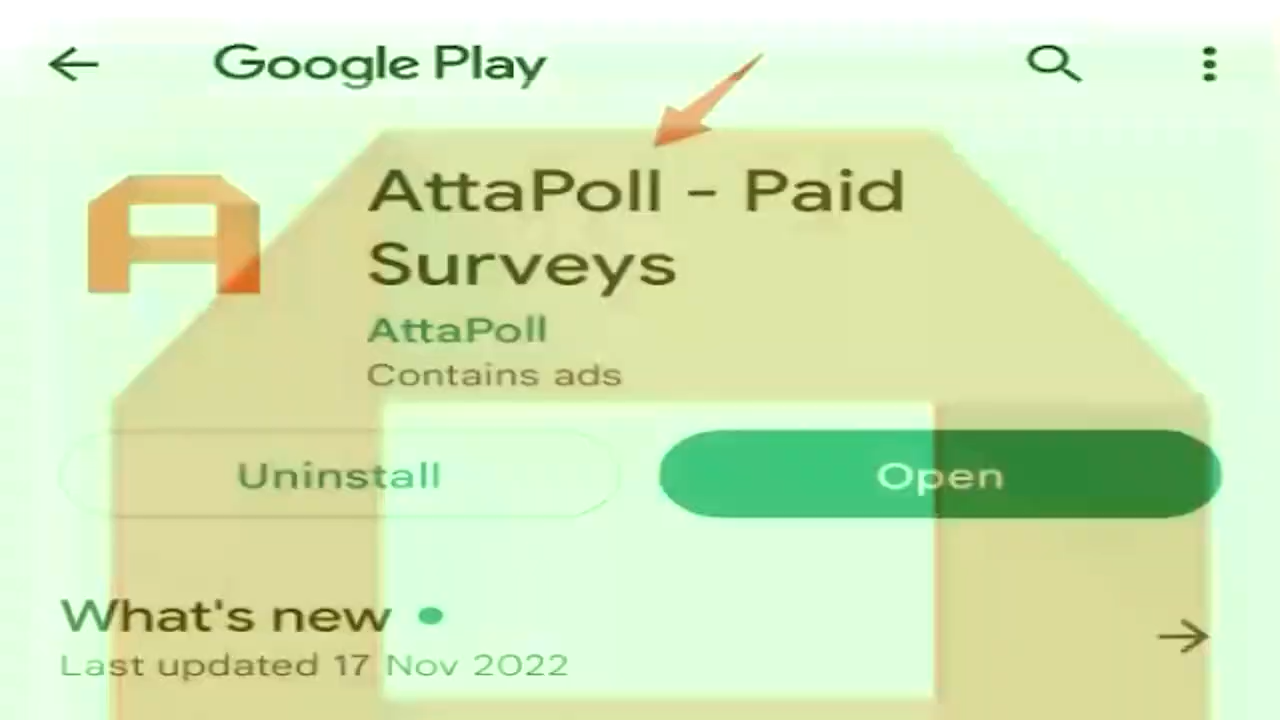 Google Play
AttaPoll - Paid
Surveys
AttaPoll
Contains ads
Uninstall
Open
What's new
Last updated 17 Nov 2022